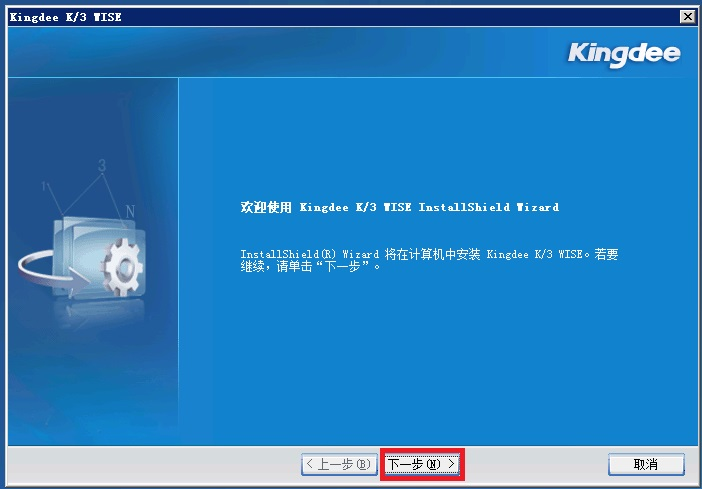 Kingdee K/3 WISE
Kingdee
1
3
N
欢迎使用 Kingdee K/3 WISE InstallShield Wizard
InstallShield(R) Wizard 将在计算机中安装 Kingdee K/3 WISE。若要
继续,请单击“下一步”。
< 上一步(B)
下一步(N) >
取消